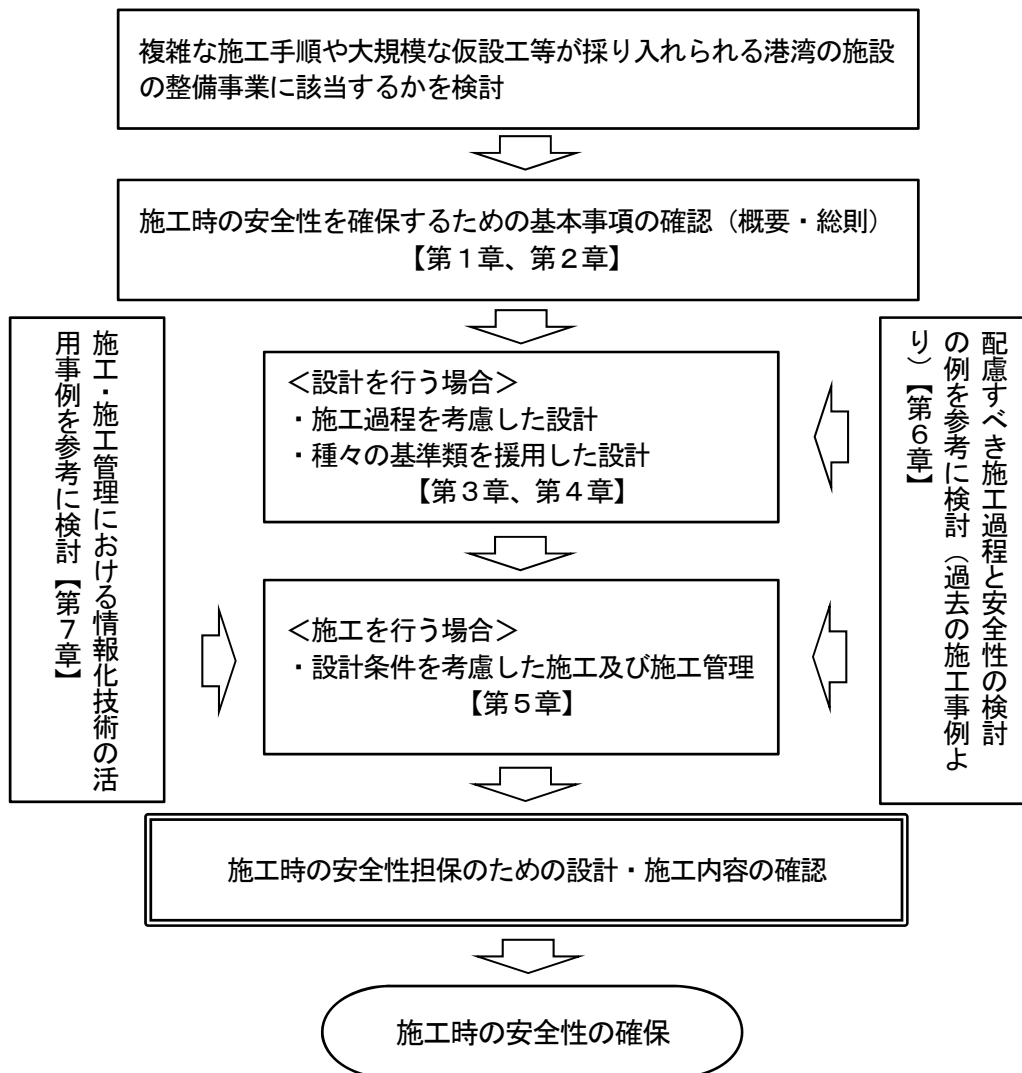 複雑な施工手順や大規模な仮設工等が採り入れられる港湾の施設
の整備事業に該当するかを検討
施工時の安全性を確保するための基本事項の確認（概要・総則）
【第１章、第２章】
＜設計を行う場合＞
・施工過程を考慮した設計
・種々の基準類を援用した設計
【第３章、第４章】
配慮すべき施工過程と安全性の検討
の例を参考に検討（過去の施工事例よ
り）【第６章】
施工・施工管理における情報化技術の活
用事例を参考に検討【第７章】
＜施工を行う場合＞
・設計条件を考慮した施工及び施工管理
【第５章】
施工時の安全性担保のための設計・施工内容の確認
施工時の安全性の確保